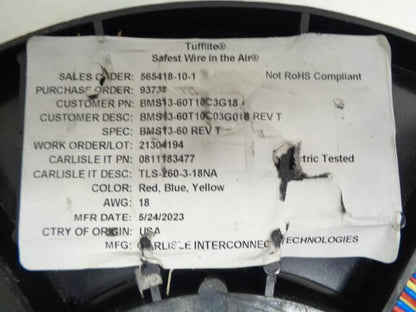 Tufflite®
Safest Wire in the Air®
SALES ORDER: 565418-10-1 Not RoHS Compliant
PURCHASE ORDER: 93738
CUSTOMER PN: BMS13-60T10C3G18
CUSTOMER DESC: BMS13-60T10C03G018 REV T
SPEC: BMS13-60 REV T
WORK ORDER/LOT: 21304194
CARLISLE IT PN: 0811183477 Tested
CARLISLE IT DESC: TLS-260-3-18NA
COLOR: Red, Blue, Yellow
AWG: 18
MFR DATE: 5/24/2023
CTRY OF ORIGIN: USA
MFG: CARLISLE INTERCONNECT TECHNOLOGIES